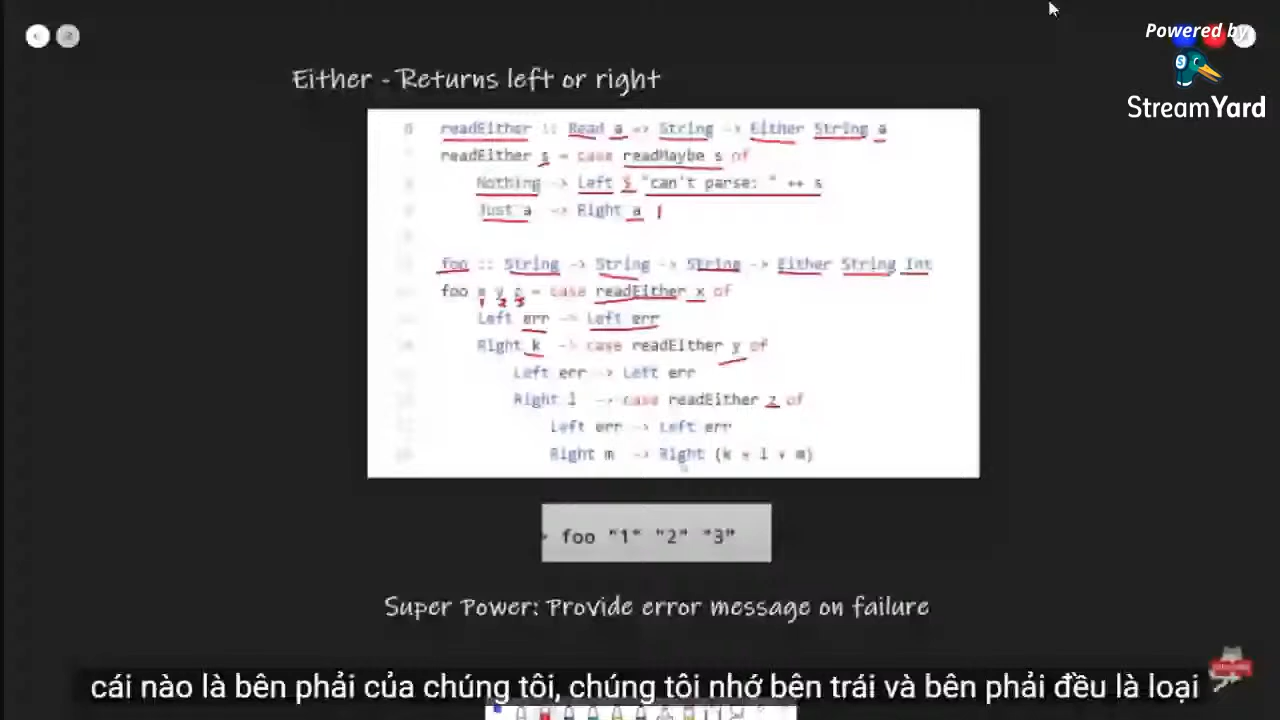 Powered by
StreamYard
Either - Returns left or right
readEither :: Read a => String -> Either String a
readEither s = case readMaybe s of
Nothing -> Left $ "can't parse: " ++ s
Just a -> Right a
foo :: String -> String -> String -> Either String Int
foo x y z = case readEither x of
1 2 3
Left err -> Left err
Right k -> case readEither y of
Left err -> Left err
Right l -> case readEither z of
Left err -> Left err
Right m -> Right (k + l + m)
foo "1" "2" "3"
Super Power: Provide error message on failure
cái nào là bên phải của chúng tôi, chúng tôi nhớ bên trái và bên phải đều là loại